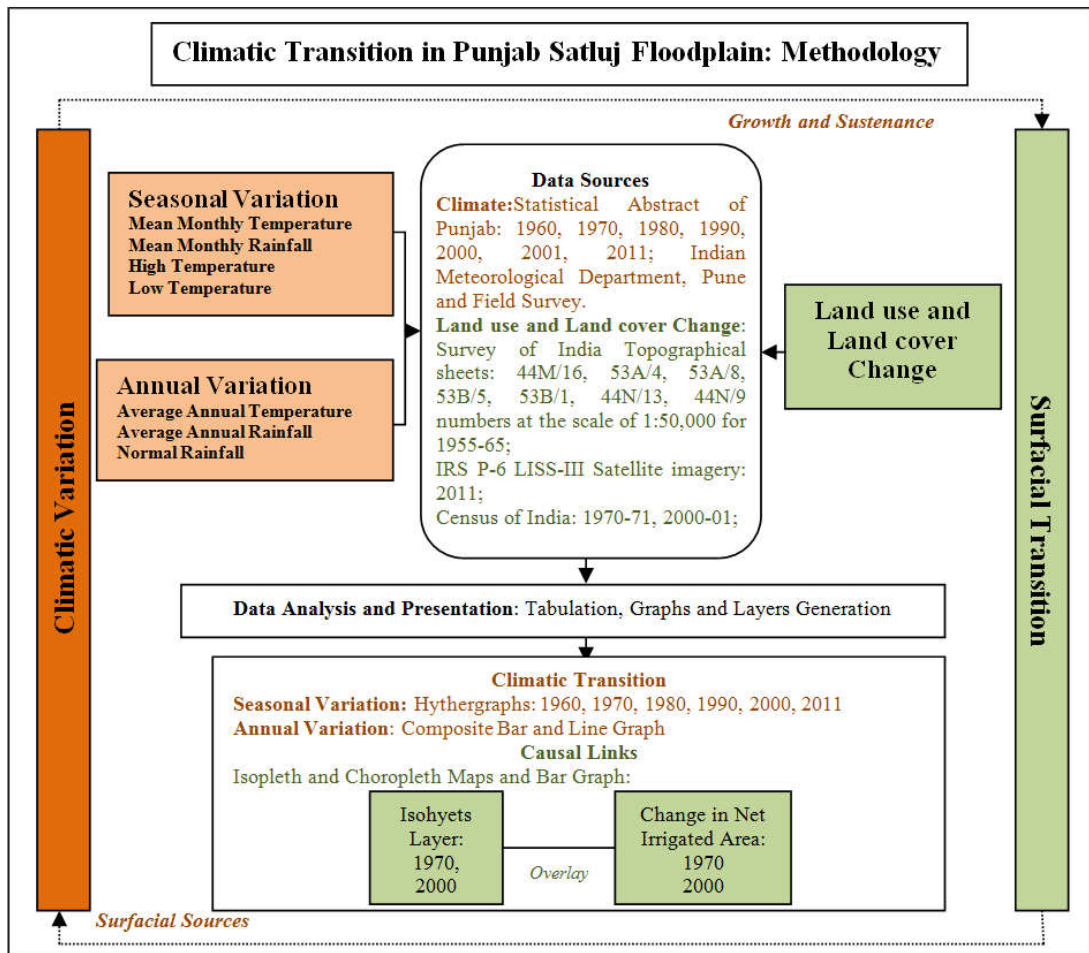 Climatic Transition in Punjab Satluj Floodplain: Methodology
Growth and Sustenance
Climatic Variation
Seasonal Variation
Mean Monthly Temperature
Mean Monthly Rainfall
High Temperature
Low Temperature
Annual Variation
Average Annual Temperature
Average Annual Rainfall
Normal Rainfall
Data Sources
Climate:Statistical Abstract of
Punjab: 1960, 1970, 1980, 1990,
2000, 2001, 2011; Indian
Meteorological Department, Pune
and Field Survey.
Land use and Land cover Change:
Survey of India Topographical
sheets: 44M/16, 53A/4, 53A/8,
53B/5, 53B/1, 44N/13, 44N/9
numbers at the scale of 1:50,000 for
1955-65;
IRS P-6 LISS-III Satellite imagery:
2011;
Census of India: 1970-71, 2000-01;
Land use and
Land cover
Change
Surfacial Transition
Data Analysis and Presentation: Tabulation, Graphs and Layers Generation
Climatic Transition
Seasonal Variation: Hythergraphs: 1960, 1970, 1980, 1990, 2000, 2011
Annual Variation: Composite Bar and Line Graph
Causal Links
Isopleth and Choropleth Maps and Bar Graph:
Isohyets
Layer:
1970,
2000
Overlay
Change in Net
Irrigated Area:
1970
2000
Surfacial Sources